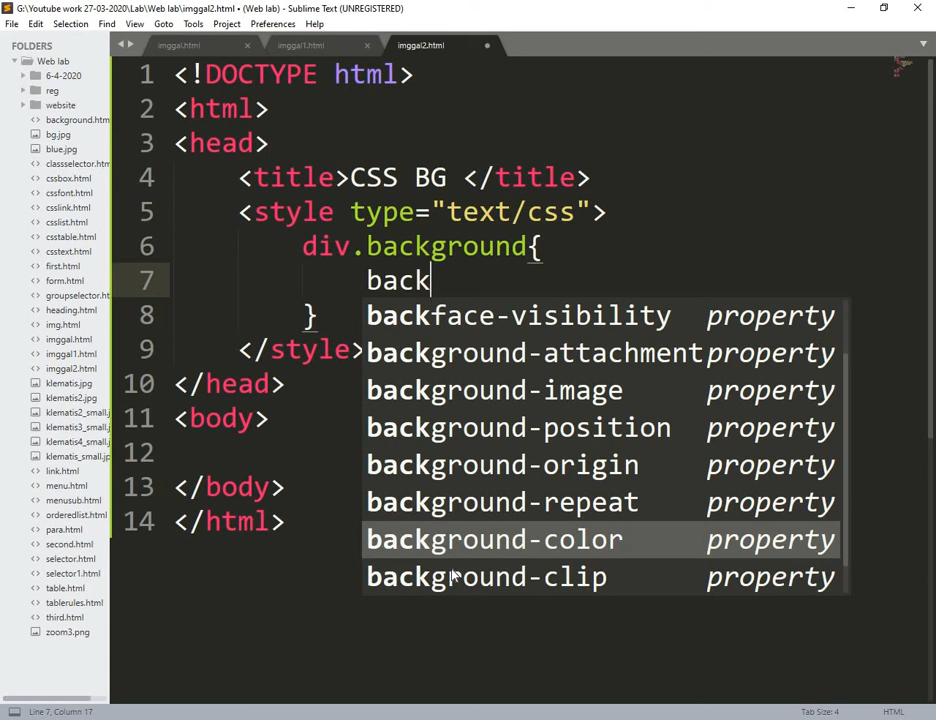 G:\Youtube work 27-03-2020\Lab\Web lab\imggal2.html • (Web lab) - Sublime Text (UNREGISTERED)
File Edit Selection Find View Goto Tools Project Preferences Help
FOLDERS
Web lab
6-4-2020
reg
website
background.htm
bg.jpg
blue.jpg
classselector.htm
cssbox.html
cssfont.html
csslink.html
csslist.html
csstable.html
csstext.html
first.html
form.html
groupselector.ht
heading.html
img.html
imggal.html
imggal1.html
imggal2.html
klematis.jpg
klematis2.jpg
klematis2_small.j
klematis3_small.j
klematis4_small.j
klematis_small.jp
link.html
menu.html
menusub.html
orderedlist.html
para.html
second.html
selector.html
selector1.html
table.html
tablerules.html
third.html
zoom3.png
imggal.html × imggal1.html × imggal2.html •
1 <!DOCTYPE html>
2 <html>
3 <head>
4 <title>CSS BG </title>
5 <style type="text/css">
6 div.background{
7 back
8 }
9 </style>
10 </head>
11 <body>
12
13 </body>
14 </html>
backface-visibility property
background-attachment property
background-image property
background-position property
background-origin property
background-repeat property
background-color property
background-clip property
Line 7, Column 17 Tab Size: 4 HTML